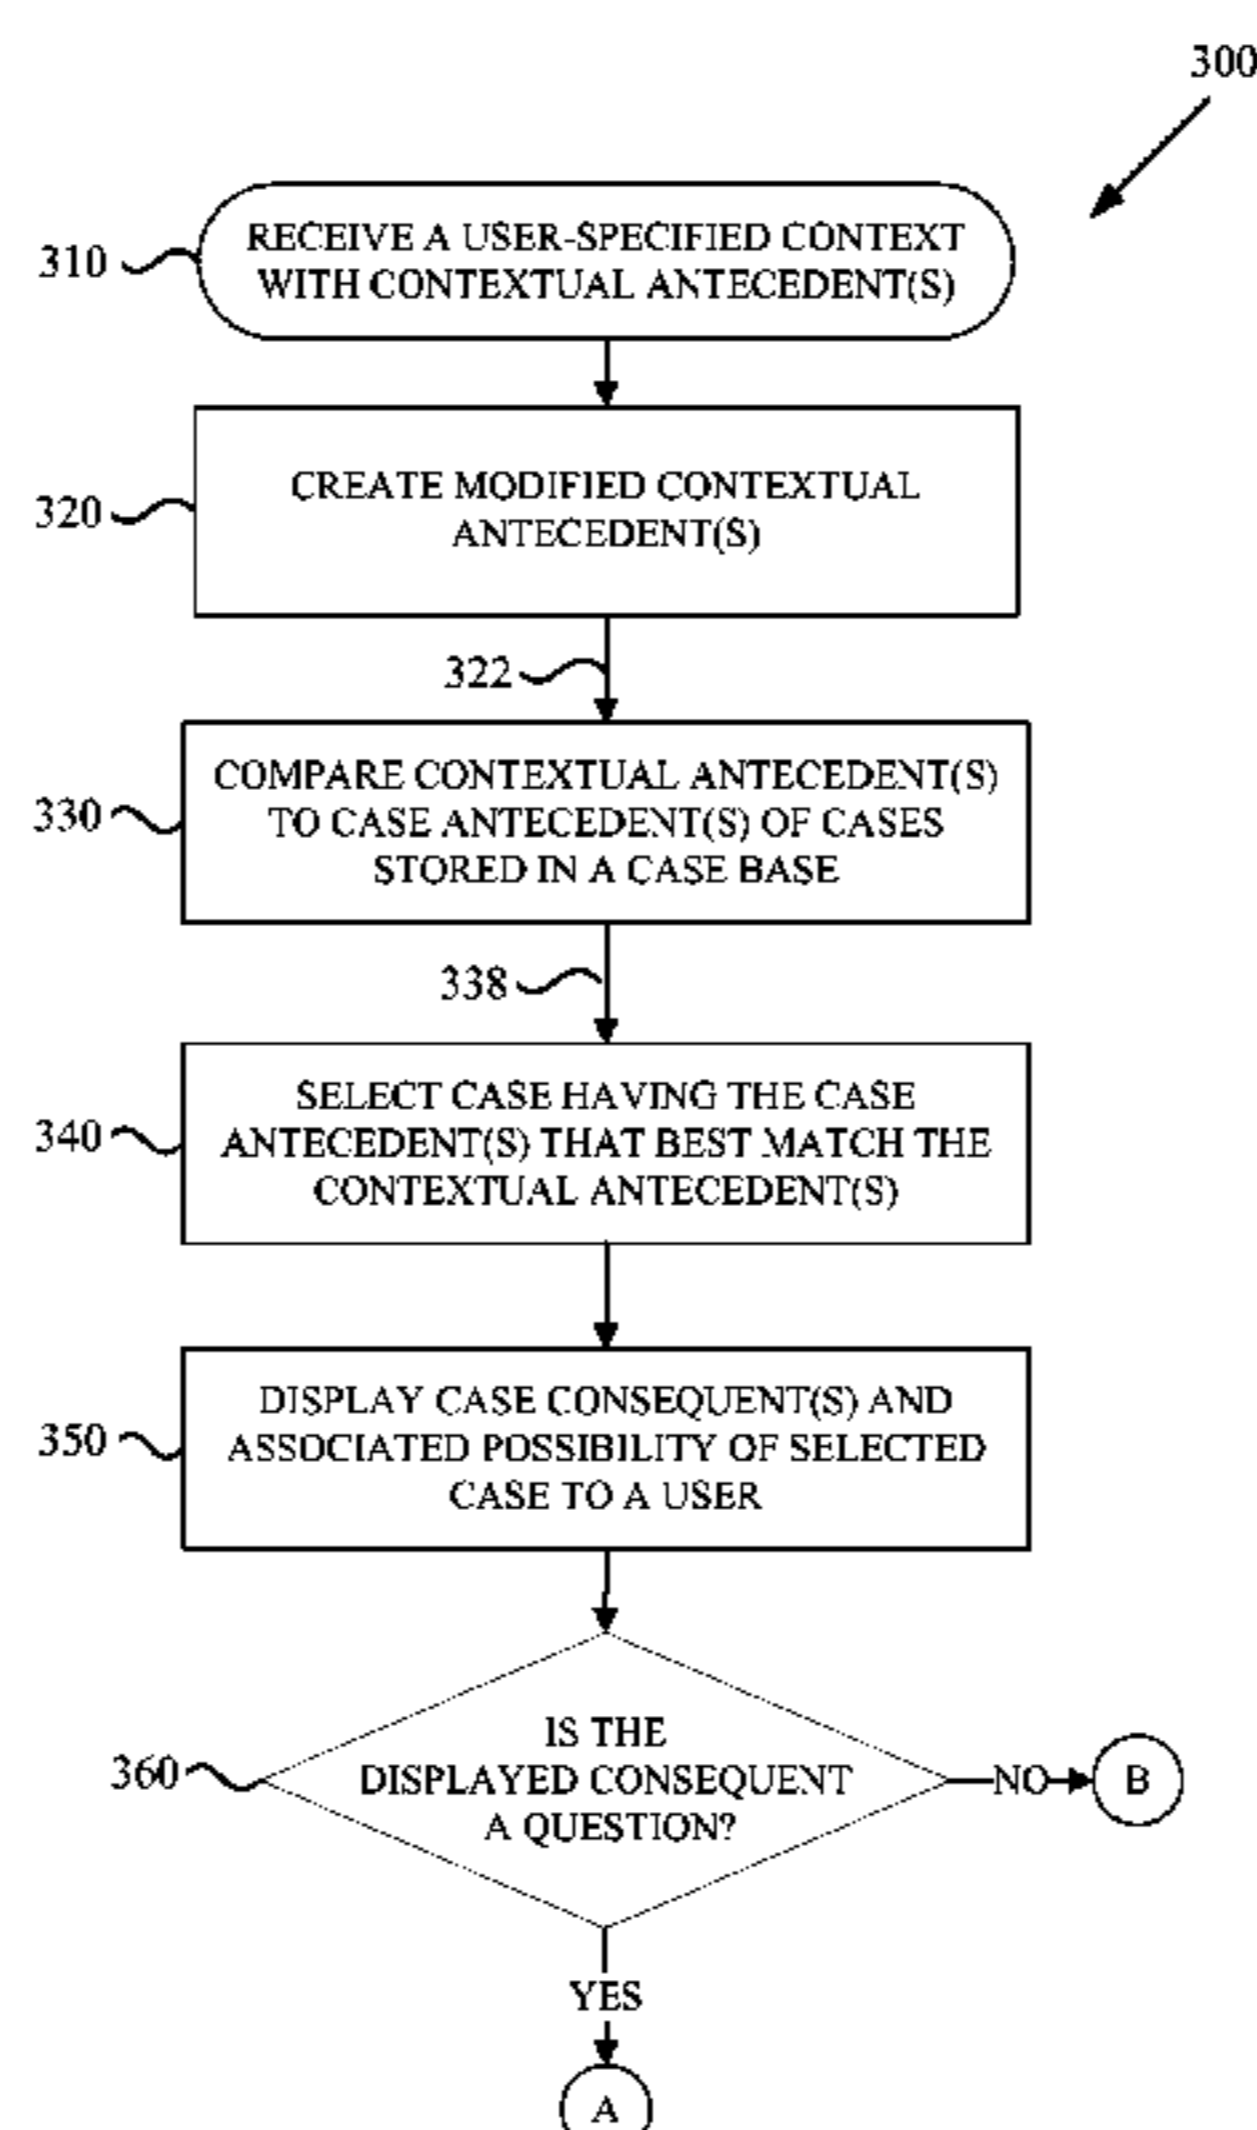 300
310
RECEIVE A USER-SPECIFIED CONTEXT
WITH CONTEXTUAL ANTECEDENT(S)
320
CREATE MODIFIED CONTEXTUAL
ANTECEDENT(S)
322
330
COMPARE CONTEXTUAL ANTECEDENT(S)
TO CASE ANTECEDENT(S) OF CASES
STORED IN A CASE BASE
338
340
SELECT CASE HAVING THE CASE
ANTECEDENT(S) THAT BEST MATCH THE
CONTEXTUAL ANTECEDENT(S)
350
DISPLAY CASE CONSEQUENT(S) AND
ASSOCIATED POSSIBILITY OF SELECTED
CASE TO A USER
360
IS THE
DISPLAYED CONSEQUENT
A QUESTION?
NO
B
YES
A